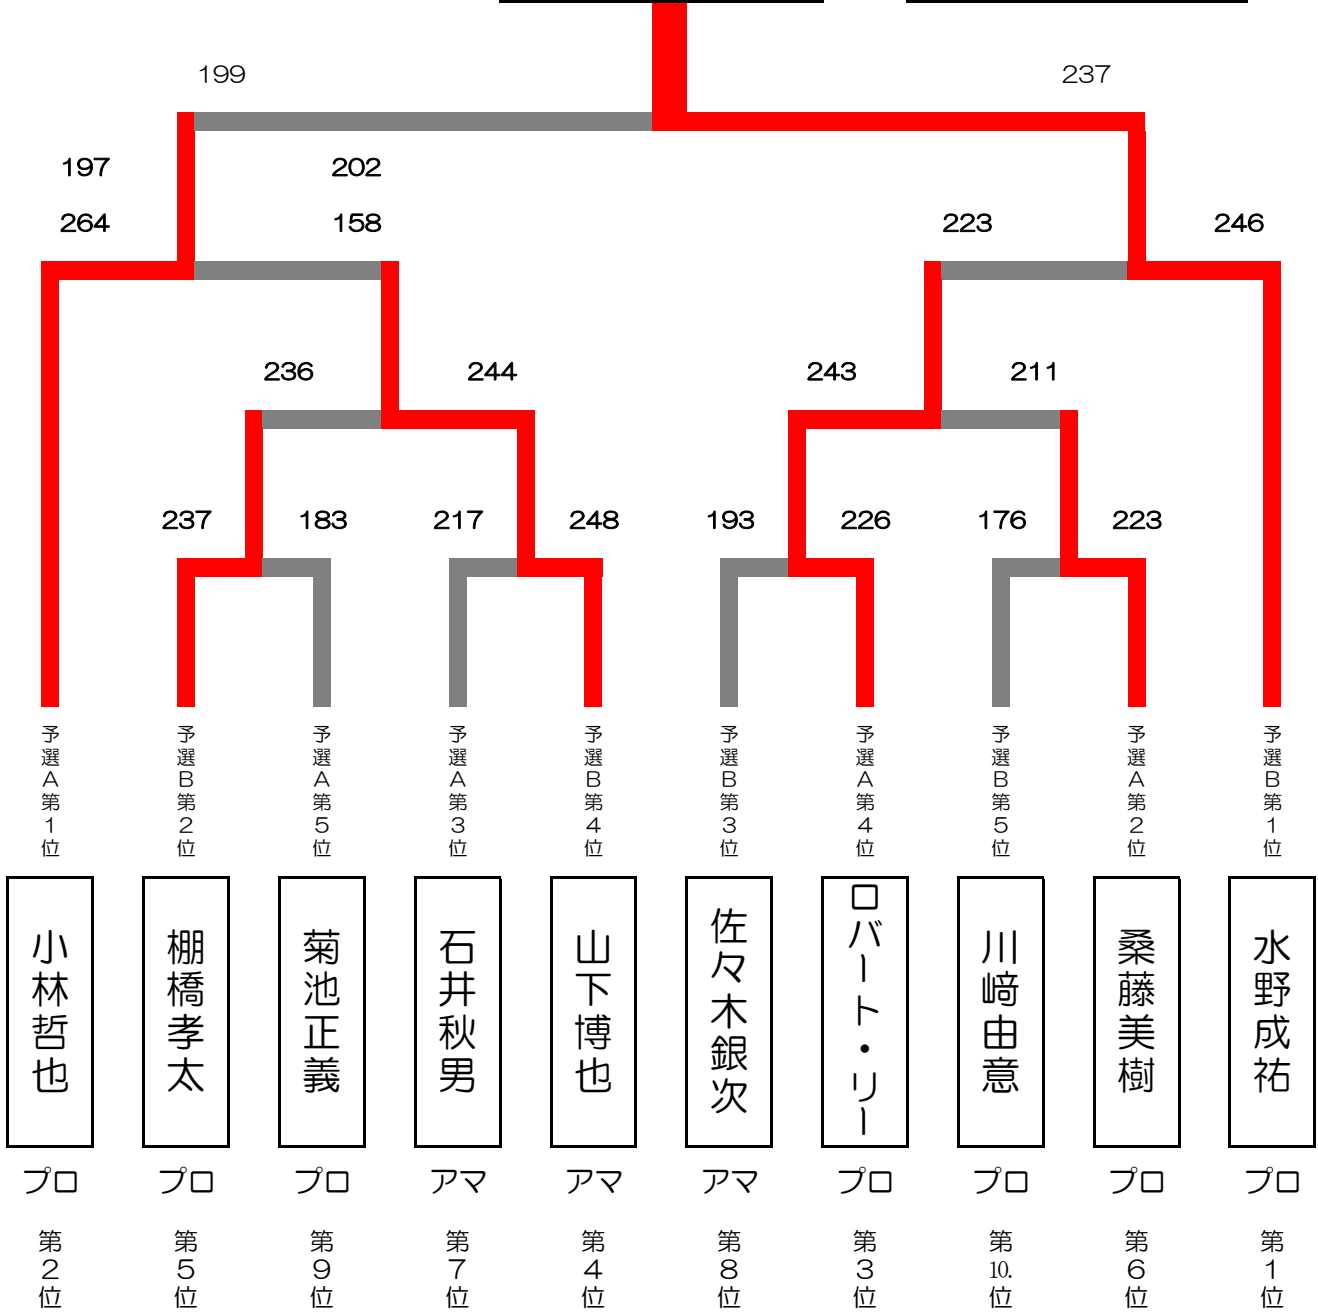 199
237
197
202
264
158
223
246
236
244
243
211
237
183
217
248
193
226
176
223
予選A第1位
予選B第2位
予選A第5位
予選A第3位
予選B第4位
予選B第3位
予選A第4位
予選B第5位
予選A第2位
予選B第1位
小林哲也
棚橋孝太
菊池正義
石井秋男
山下博也
佐々木銀次
ロバート・リー
川﨑由意
桑藤美樹
水野成祐
プロ
プロ
プロ
アマ
アマ
アマ
プロ
プロ
プロ
プロ
第2位
第5位
第9位
第7位
第4位
第8位
第3位
第10.位
第6位
第1位